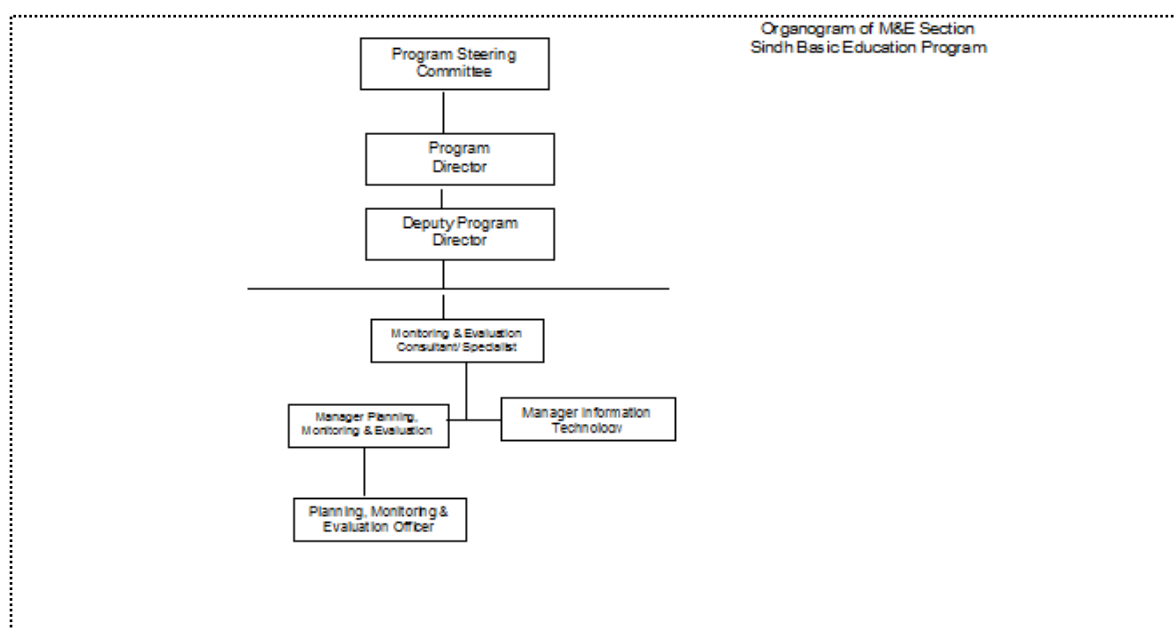 Organogram of M&E Section
Sindh Basic Education Program
Program Steering
Committee
Program
Director
Deputy Program
Director
Monitoring & Evaluation
Consultant/ Specialist
Manager Planning,
Monitoring & Evaluation
Manager Information
Technology
Planning, Monitoring &
Evaluation Officer